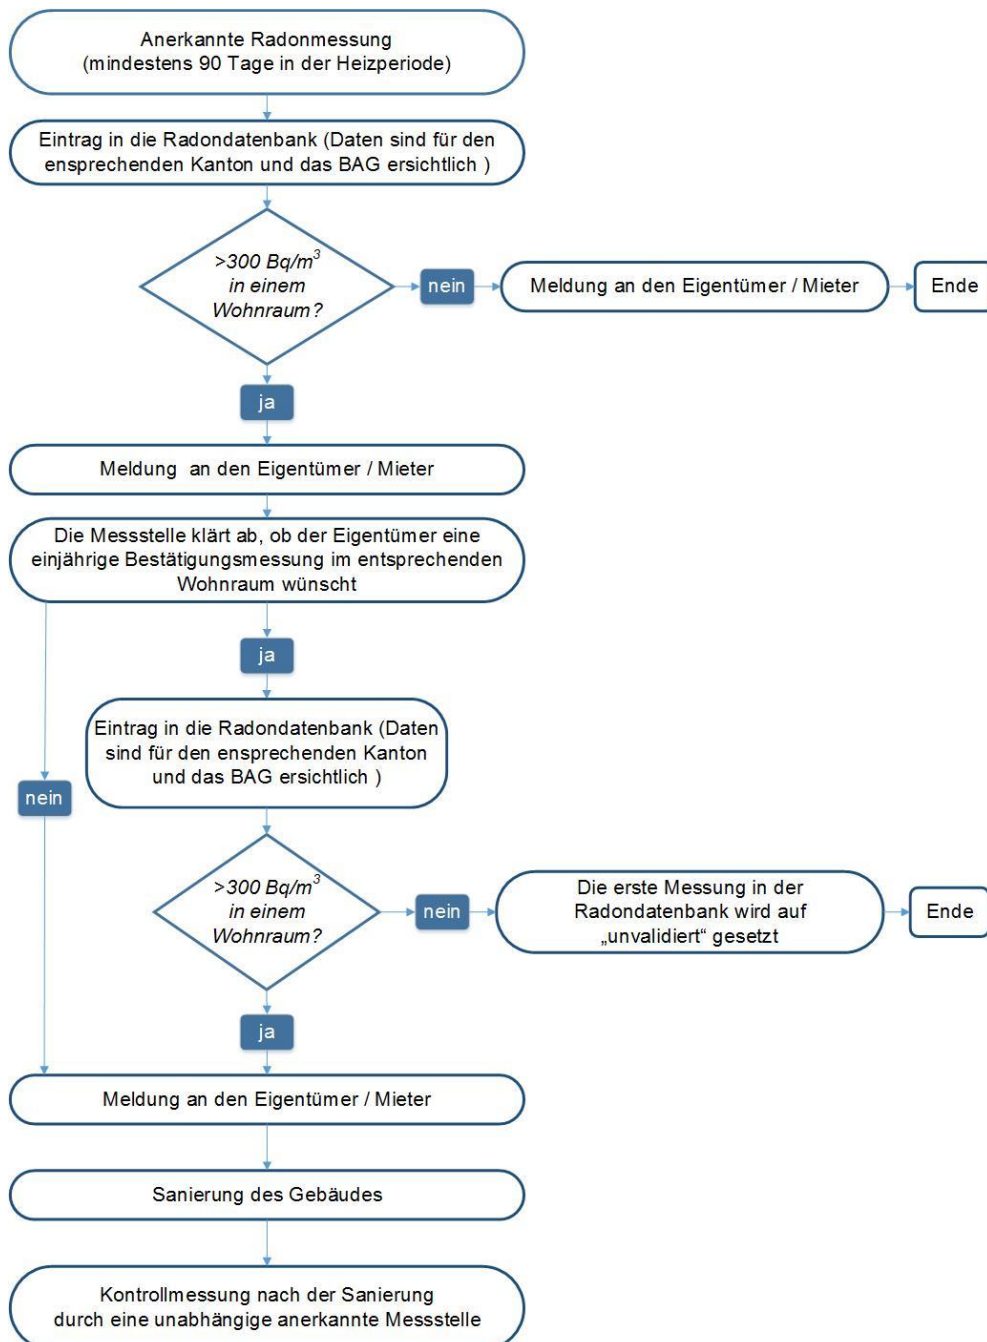 Anerkannte Radonmessung
(mindestens 90 Tage in der Heizperiode)
Eintrag in die Radondatenbank (Daten sind für den
ensprechenden Kanton und das BAG ersichtlich )
>300 Bq/m³
in einem
Wohnraum?
nein
Meldung an den Eigentümer / Mieter
Ende
ja
Meldung  an den Eigentümer / Mieter
Die Messstelle klärt ab, ob der Eigentümer eine
einjährige Bestätigungsmessung im entsprechenden
Wohnraum wünscht
ja
Eintrag in die Radondatenbank (Daten
sind für den ensprechenden Kanton
und das BAG ersichtlich )
nein
>300 Bq/m³
in einem
Wohnraum?
nein
Die erste Messung in der
Radondatenbank wird auf
„unvalidiert“ gesetzt
Ende
ja
Meldung an den Eigentümer / Mieter
Sanierung des Gebäudes
Kontrollmessung nach der Sanierung
durch eine unabhängige anerkannte Messstelle